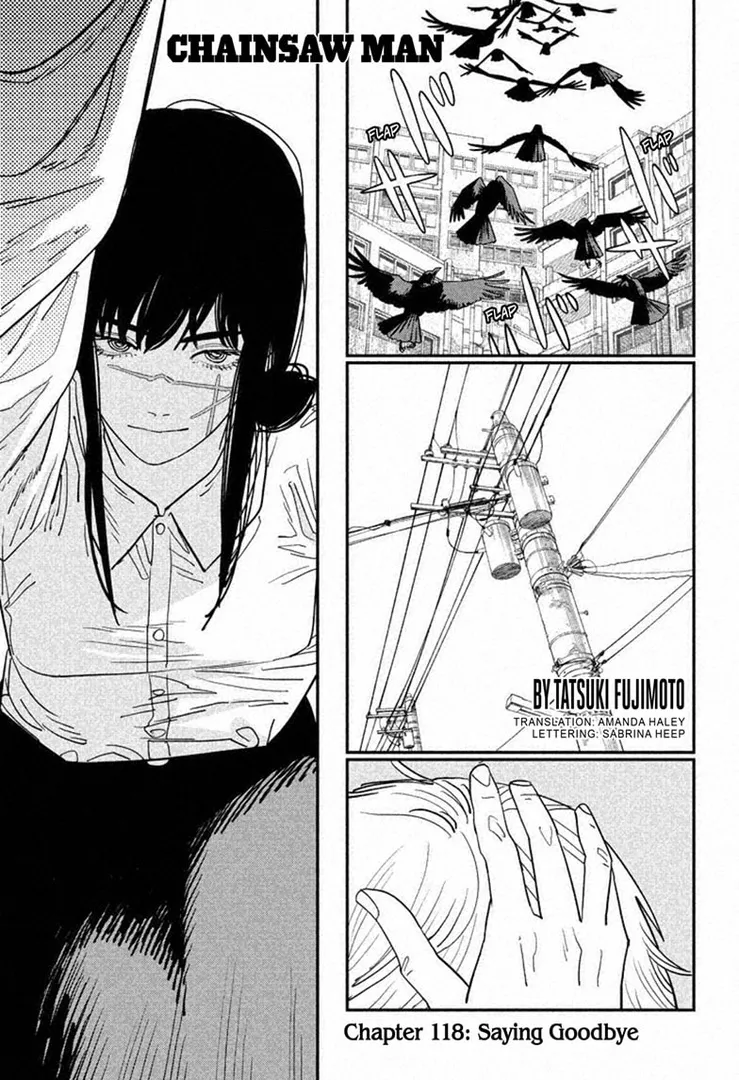 CHAINSAW MAN
FLAP
FLAP
FLAP
BY TATSUKI FUJIMOTO
TRANSLATION: AMANDA HALEY
LETTERING: SABRINA HEEP
Chapter 118: Saying Goodbye